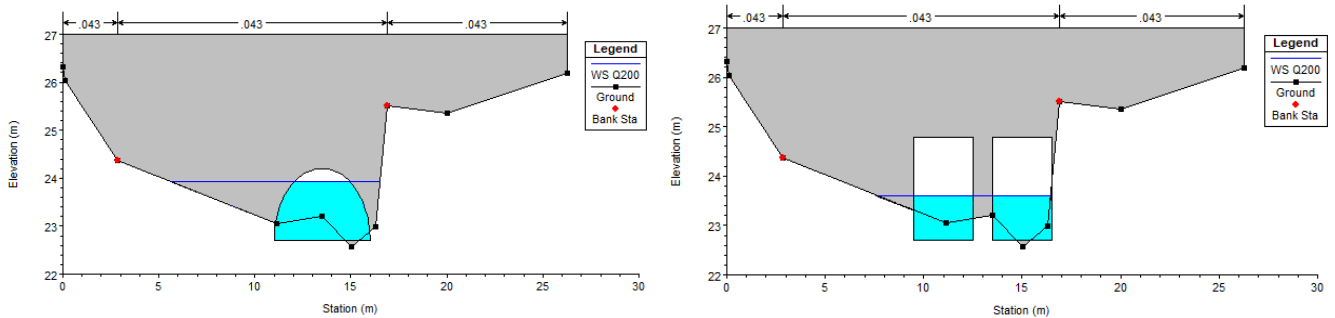 .043 .043 .043
27
26
25
24
23
22
Elevation (m)
0 5 10 15 20 25 30
Station (m)
Legend
WS Q200
Ground
Bank Sta
.043 .043 .043
27
26
25
24
23
22
Elevation (m)
0 5 10 15 20 25 30
Station (m)
Legend
WS Q200
Ground
Bank Sta